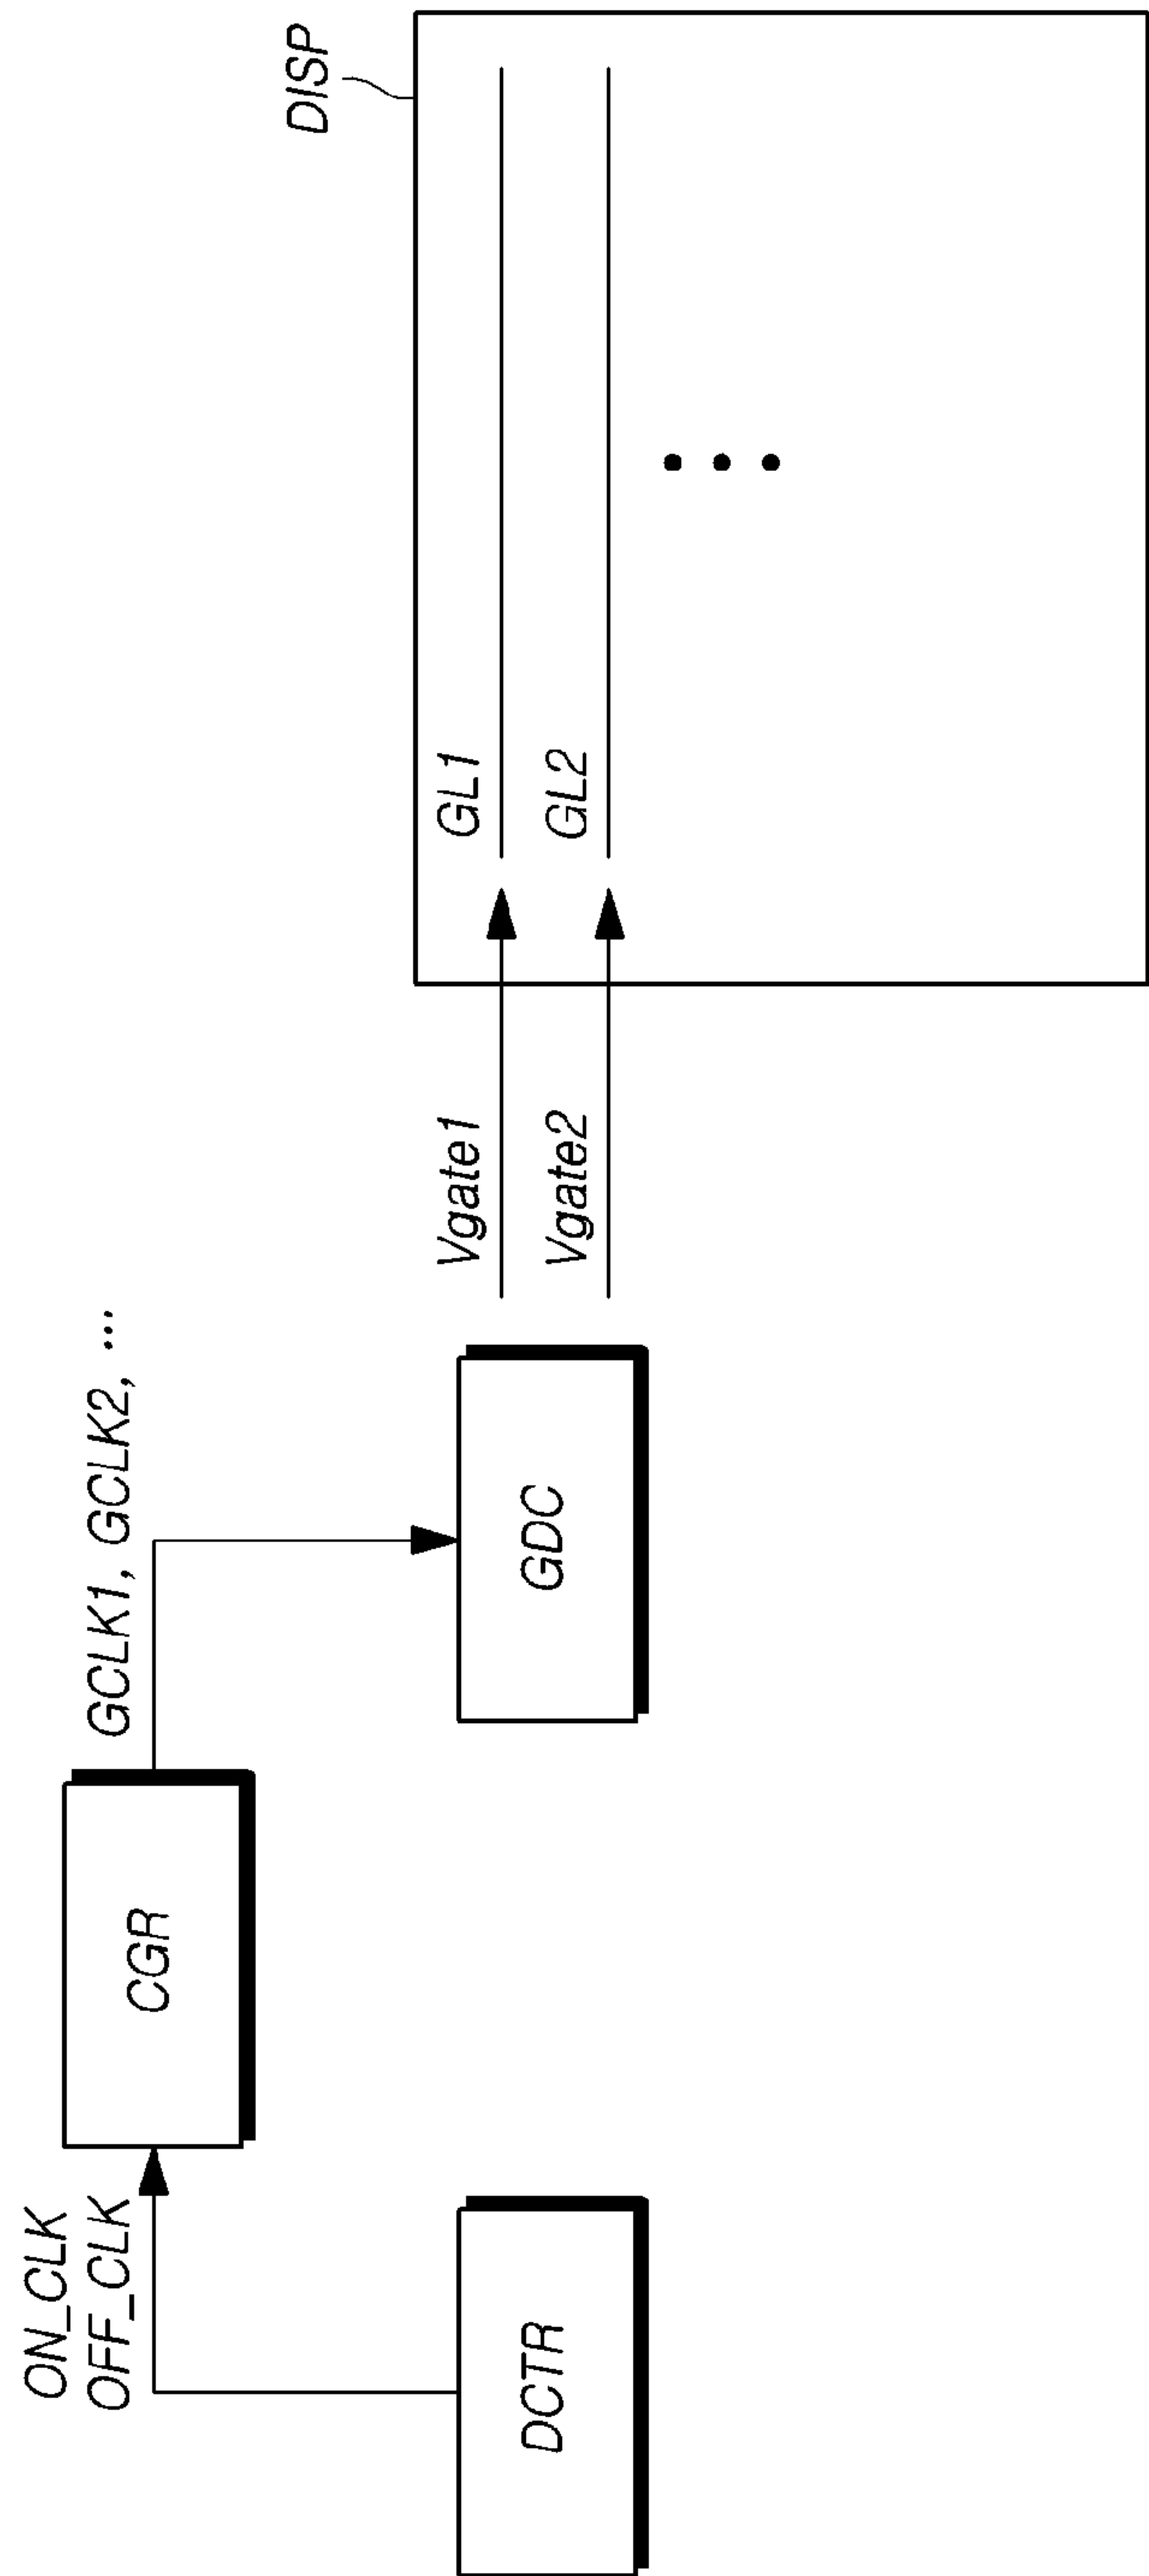 ON_CLK
OFF_CLK
GCLK1, GCLK2, ...
CGR
DISP
Vgate1
GL1
Vgate2
GL2
DCTR
GDC